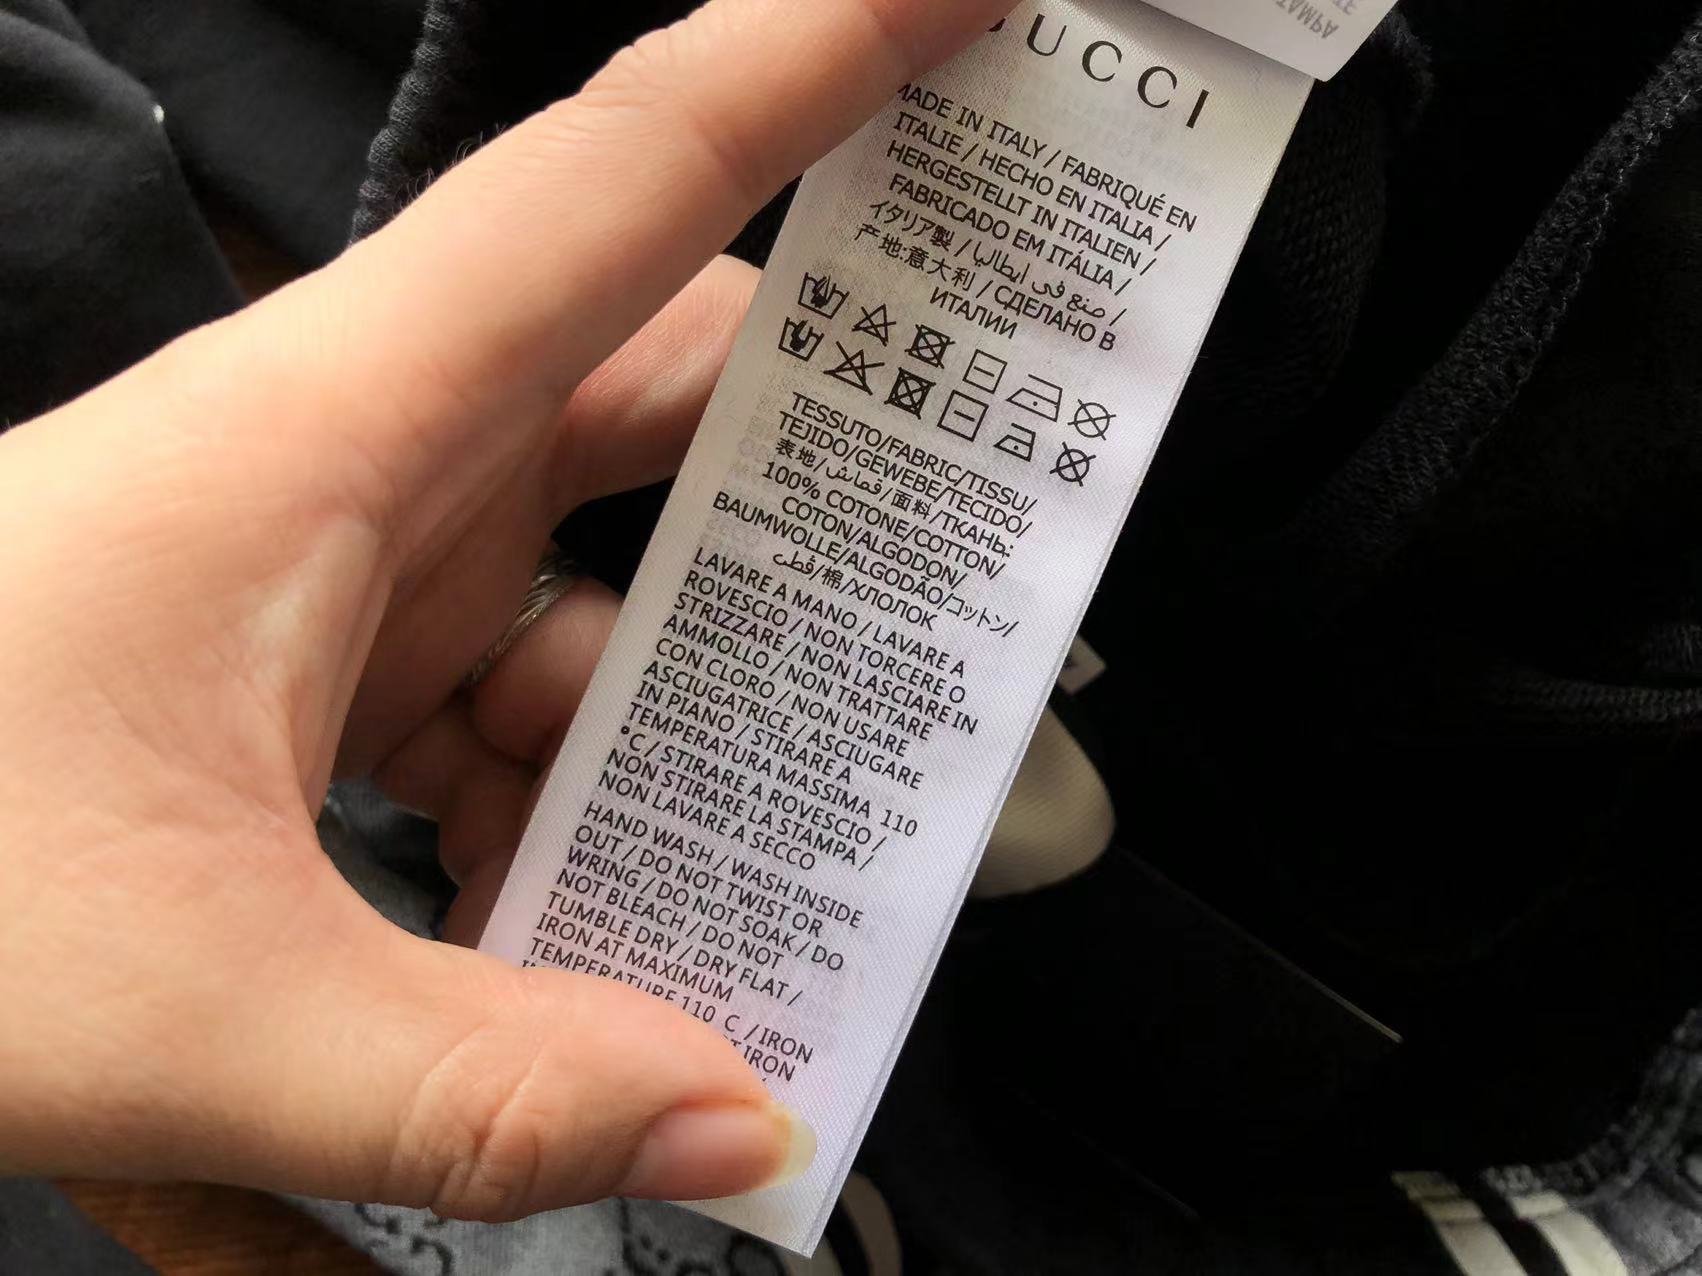 UCCI
MADE IN ITALY / FABRIQUÉ EN
ITALIE / HECHO EN ITALIA /
HERGESTELLT IN ITALIEN /
FABRICADO EM ITÁLIA /
イタリア製 / صنع في ايطاليا /
产地:意大利 / СДЕЛАНО В
ИТАЛИИ
TESSUTO/FABRIC/TISSU/
TEJIDO/GEWEBE/TECIDO/
表地/قماش/面料/ТКАНЬ:
100% COTONE/COTTON/
COTON/ALGODON/
BAUMWOLLE/ALGODÃO/コットン/
قطن/棉/ХЛОПОК
LAVARE A MANO / LAVARE A
ROVESCIO / NON TORCERE O
STRIZZARE / NON LASCIARE IN
AMMOLLO / NON TRATTARE
CON CLORO / NON USARE
ASCIUGATRICE / ASCIUGARE
IN PIANO / STIRARE A
TEMPERATURA MASSIMA 110
°C / STIRARE A ROVESCIO /
NON STIRARE LA STAMPA /
NON LAVARE A SECCO
HAND WASH / WASH INSIDE
OUT / DO NOT TWIST OR
WRING / DO NOT SOAK / DO
NOT BLEACH / DO NOT
TUMBLE DRY / DRY FLAT /
IRON AT MAXIMUM
TEMPERATURE 110 C / IRON
IRON